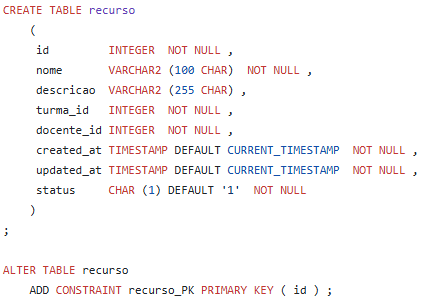 CREATE TABLE recurso
(
id INTEGER NOT NULL ,
nome VARCHAR2 (100 CHAR) NOT NULL ,
descricao VARCHAR2 (255 CHAR) ,
turma_id INTEGER NOT NULL ,
docente_id INTEGER NOT NULL ,
created_at TIMESTAMP DEFAULT CURRENT_TIMESTAMP NOT NULL ,
updated_at TIMESTAMP DEFAULT CURRENT_TIMESTAMP NOT NULL ,
status CHAR (1) DEFAULT '1' NOT NULL
)
;
ALTER TABLE recurso
ADD CONSTRAINT recurso_PK PRIMARY KEY ( id ) ;